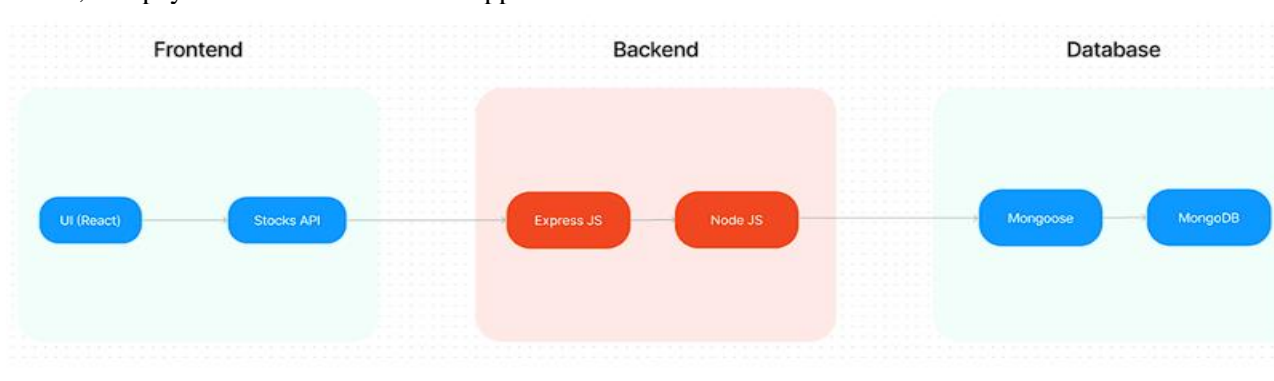 Frontend
Backend
Database
UI (React)
Stocks API
Express JS
Node JS
Mongoose
MongoDB